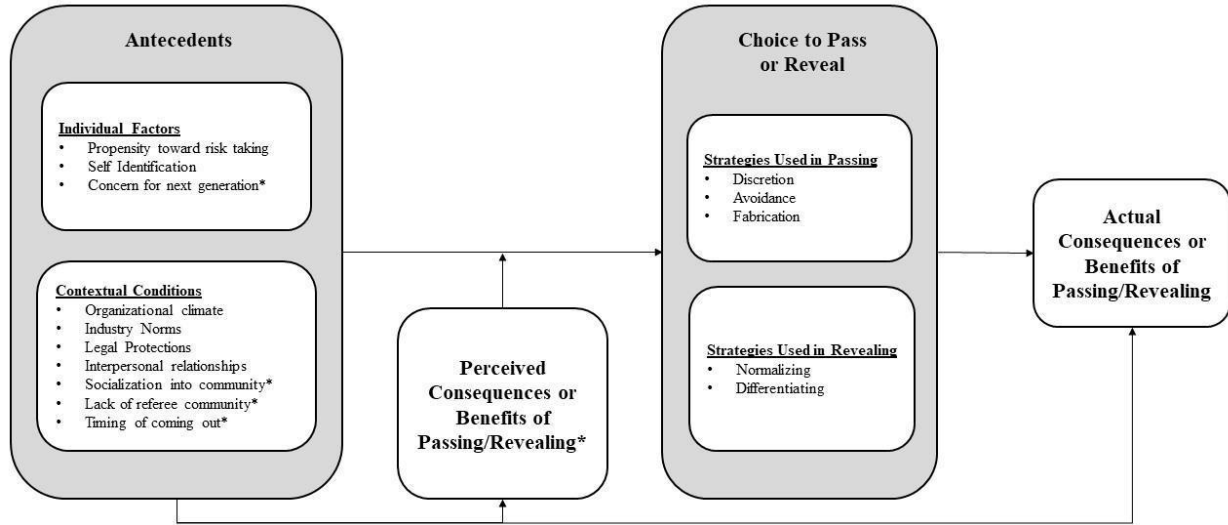 Antecedents
Individual Factors
• Propensity toward risk taking
• Self Identification
• Concern for next generation*
Contextual Conditions
• Organizational climate
• Industry Norms
• Legal Protections
• Interpersonal relationships
• Socialization into community*
• Lack of referee community*
• Timing of coming out*
Perceived
Consequences or
Benefits of
Passing/Revealing*
Choice to Pass
or Reveal
Strategies Used in Passing
• Discretion
• Avoidance
• Fabrication
Strategies Used in Revealing
• Normalizing
• Differentiating
Actual
Consequences or
Benefits of
Passing/Revealing